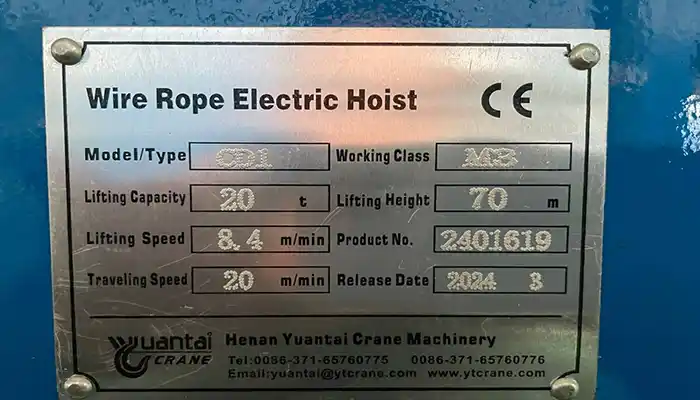 Wire Rope Electric Hoist CE
Model/Type CD1 Working Class M3
Lifting Capacity 20 t Lifting Height 70 m
Lifting Speed 8.4 m/min Product No. 2401619
Traveling Speed 20 m/min Release Date 2024 3
Yuantai CRANE
Henan Yuantai Crane Machinery
Tel:0086-371-65760775 0086-371-65760776
Email:yuantai@ytcrane.com www.ytcrane.com